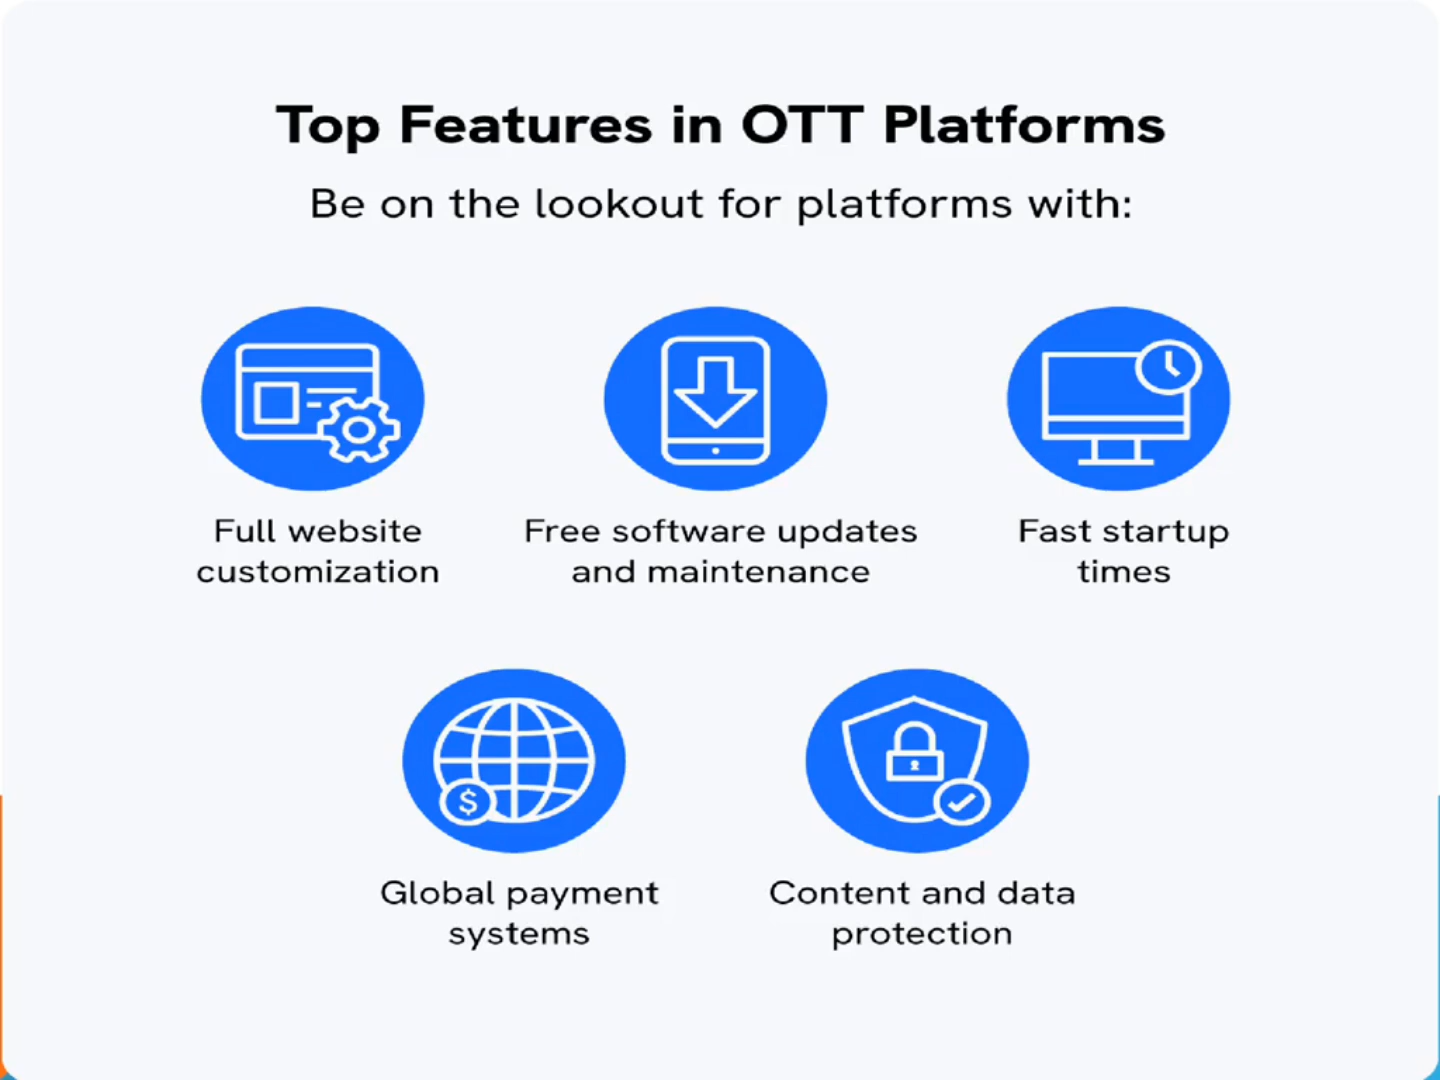 Top Features in OTT Platforms
Be on the lookout for platforms with:
Full website
customization
Free software updates
and maintenance
Fast startup
times
$
Global payment
systems
Content and data
protection